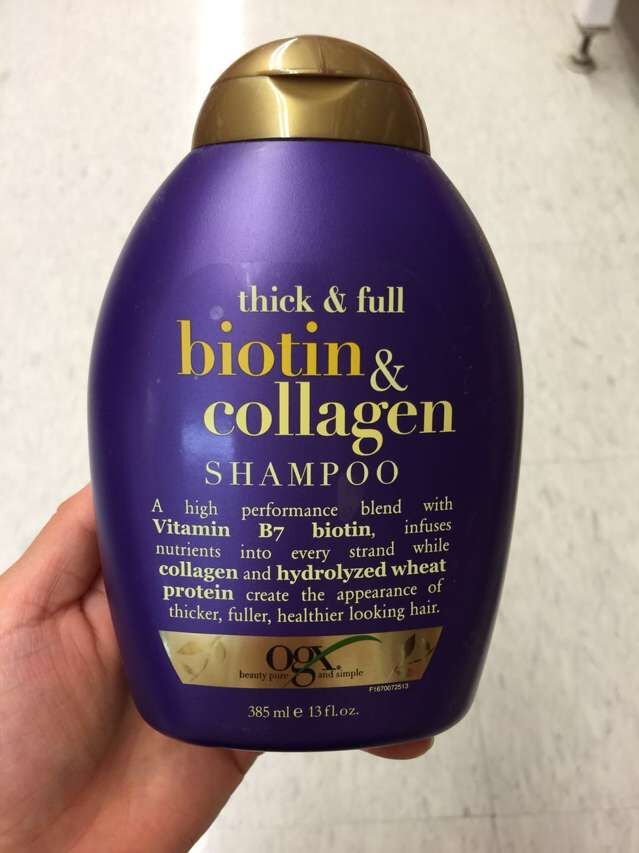 thick & full
biotin &
collagen
SHAMPOO
A high performance blend with
Vitamin B7 biotin, infuses
nutrients into every strand while
collagen and hydrolyzed wheat
protein create the appearance of
thicker, fuller, healthier looking hair.
ogx®
beauty pure and simple
F1670072513
385 ml e 13 fl.oz.